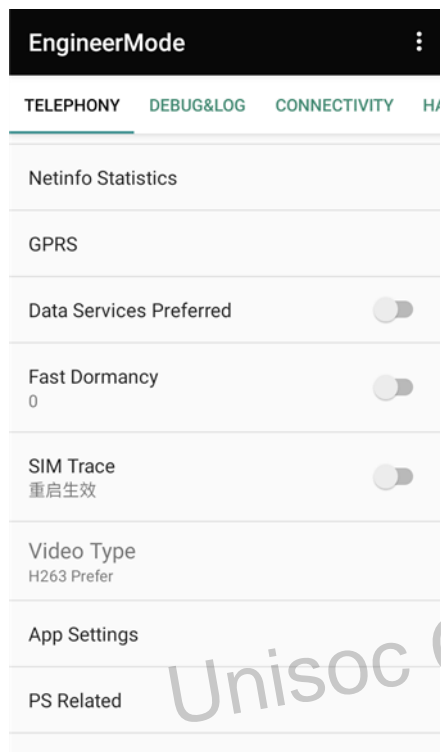 EngineerMode
TELEPHONY DEBUG&LOG CONNECTIVITY HA
Netinfo Statistics
GPRS
Data Services Preferred
Fast Dormancy
0
SIM Trace
重启生效
Video Type
H263 Prefer
App Settings
PS Related
Unisoc